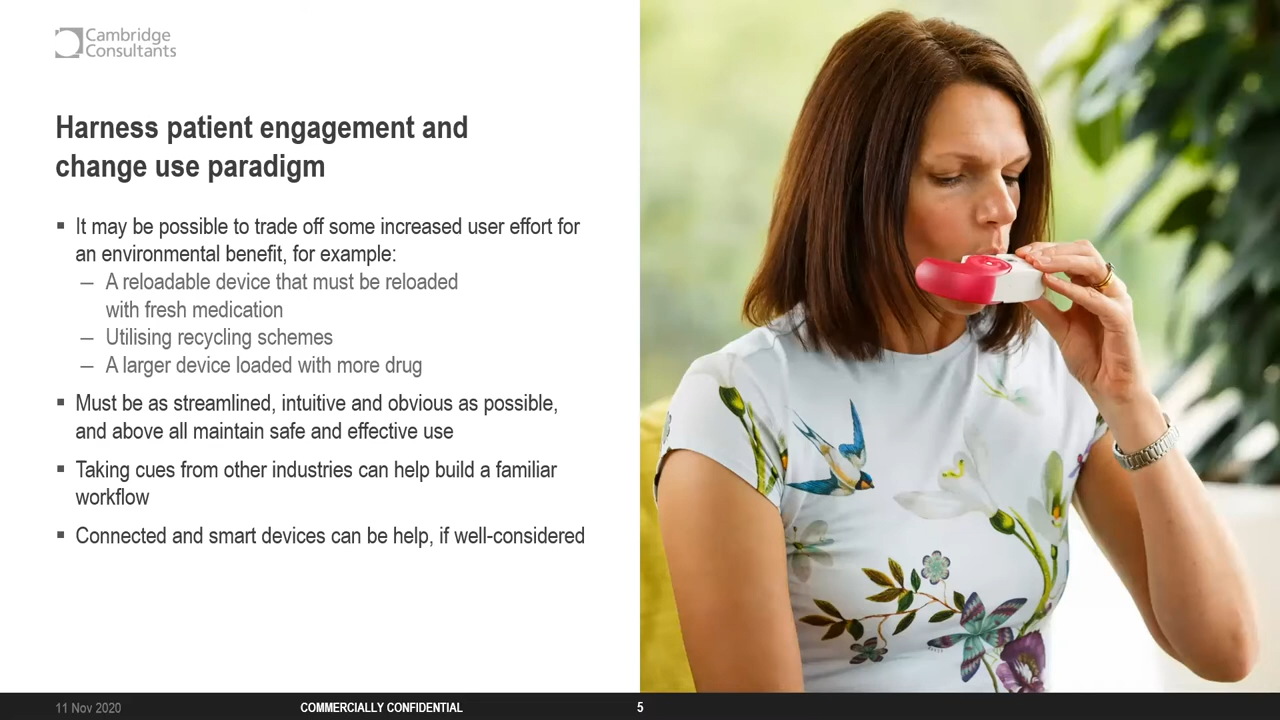 Cambridge
Consultants
Harness patient engagement and
change use paradigm
▪ It may be possible to trade off some increased user effort for
an environmental benefit, for example:
– A reloadable device that must be reloaded
with fresh medication
– Utilising recycling schemes
– A larger device loaded with more drug
▪ Must be as streamlined, intuitive and obvious as possible,
and above all maintain safe and effective use
▪ Taking cues from other industries can help build a familiar
workflow
▪ Connected and smart devices can be help, if well-considered
11 Nov 2020
COMMERCIALLY CONFIDENTIAL
5